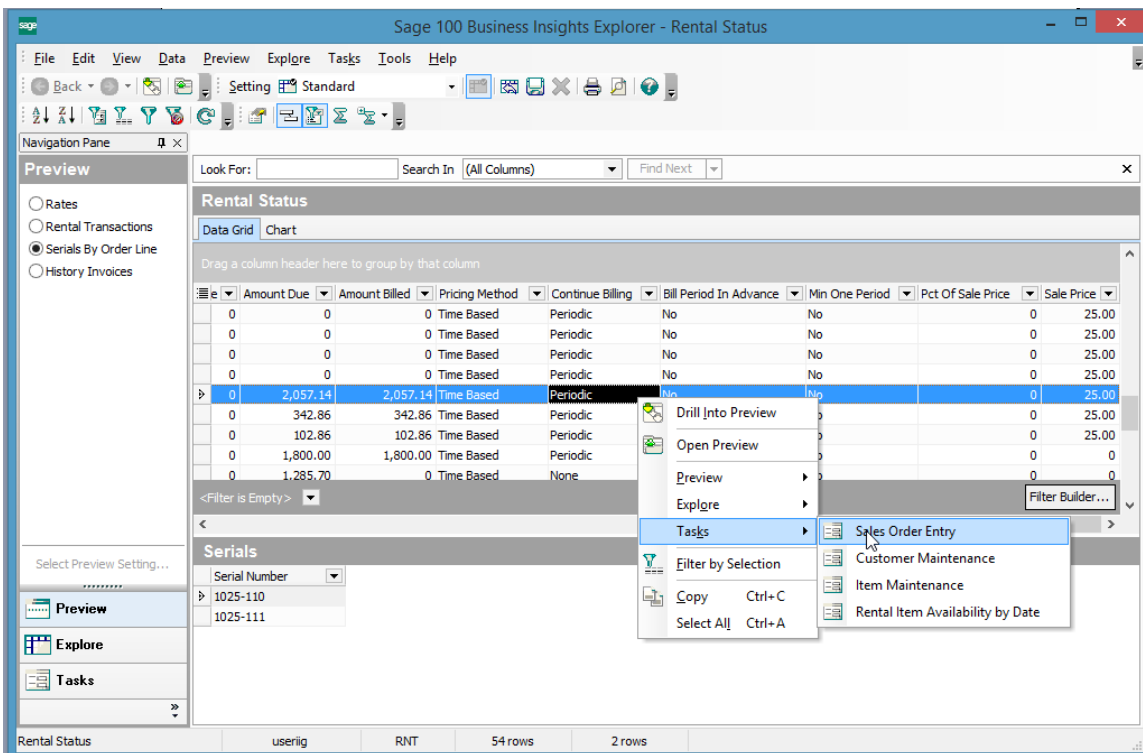 sage
Sage 100 Business Insights Explorer - Rental Status
File Edit View Data Preview Explore Tasks Tools Help
Back Setting Standard
Navigation Pane
Preview
Rates
Rental Transactions
Serials By Order Line
History Invoices
Look For: Search In (All Columns) Find Next
Rental Status
Data Grid Chart
Drag a column header here to group by that column
e Amount Due Amount Billed Pricing Method Continue Billing Bill Period In Advance Min One Period Pct Of Sale Price Sale Price
0 0 0 Time Based Periodic No No 0 25.00
0 0 0 Time Based Periodic No No 0 25.00
0 0 0 Time Based Periodic No No 0 25.00
0 2,057.14 2,057.14 Time Based Periodic No No 0 25.00
0 342.86 342.86 Time Based Periodic 0 25.00
0 102.86 102.86 Time Based Periodic 0 25.00
0 1,800.00 1,800.00 Time Based Periodic 0 0
0 1,285.70 0 Time Based None 0 0
<Filter is Empty> Filter Builder...
Drill Into Preview
Open Preview
Preview
Explore
Tasks
Filter by Selection
Copy Ctrl+C
Select All Ctrl+A
Sales Order Entry
Customer Maintenance
Item Maintenance
Rental Item Availability by Date
Serials
Serial Number
1025-110
1025-111
Select Preview Setting...
Preview
Explore
Tasks
Rental Status useriig RNT 54 rows 2 rows